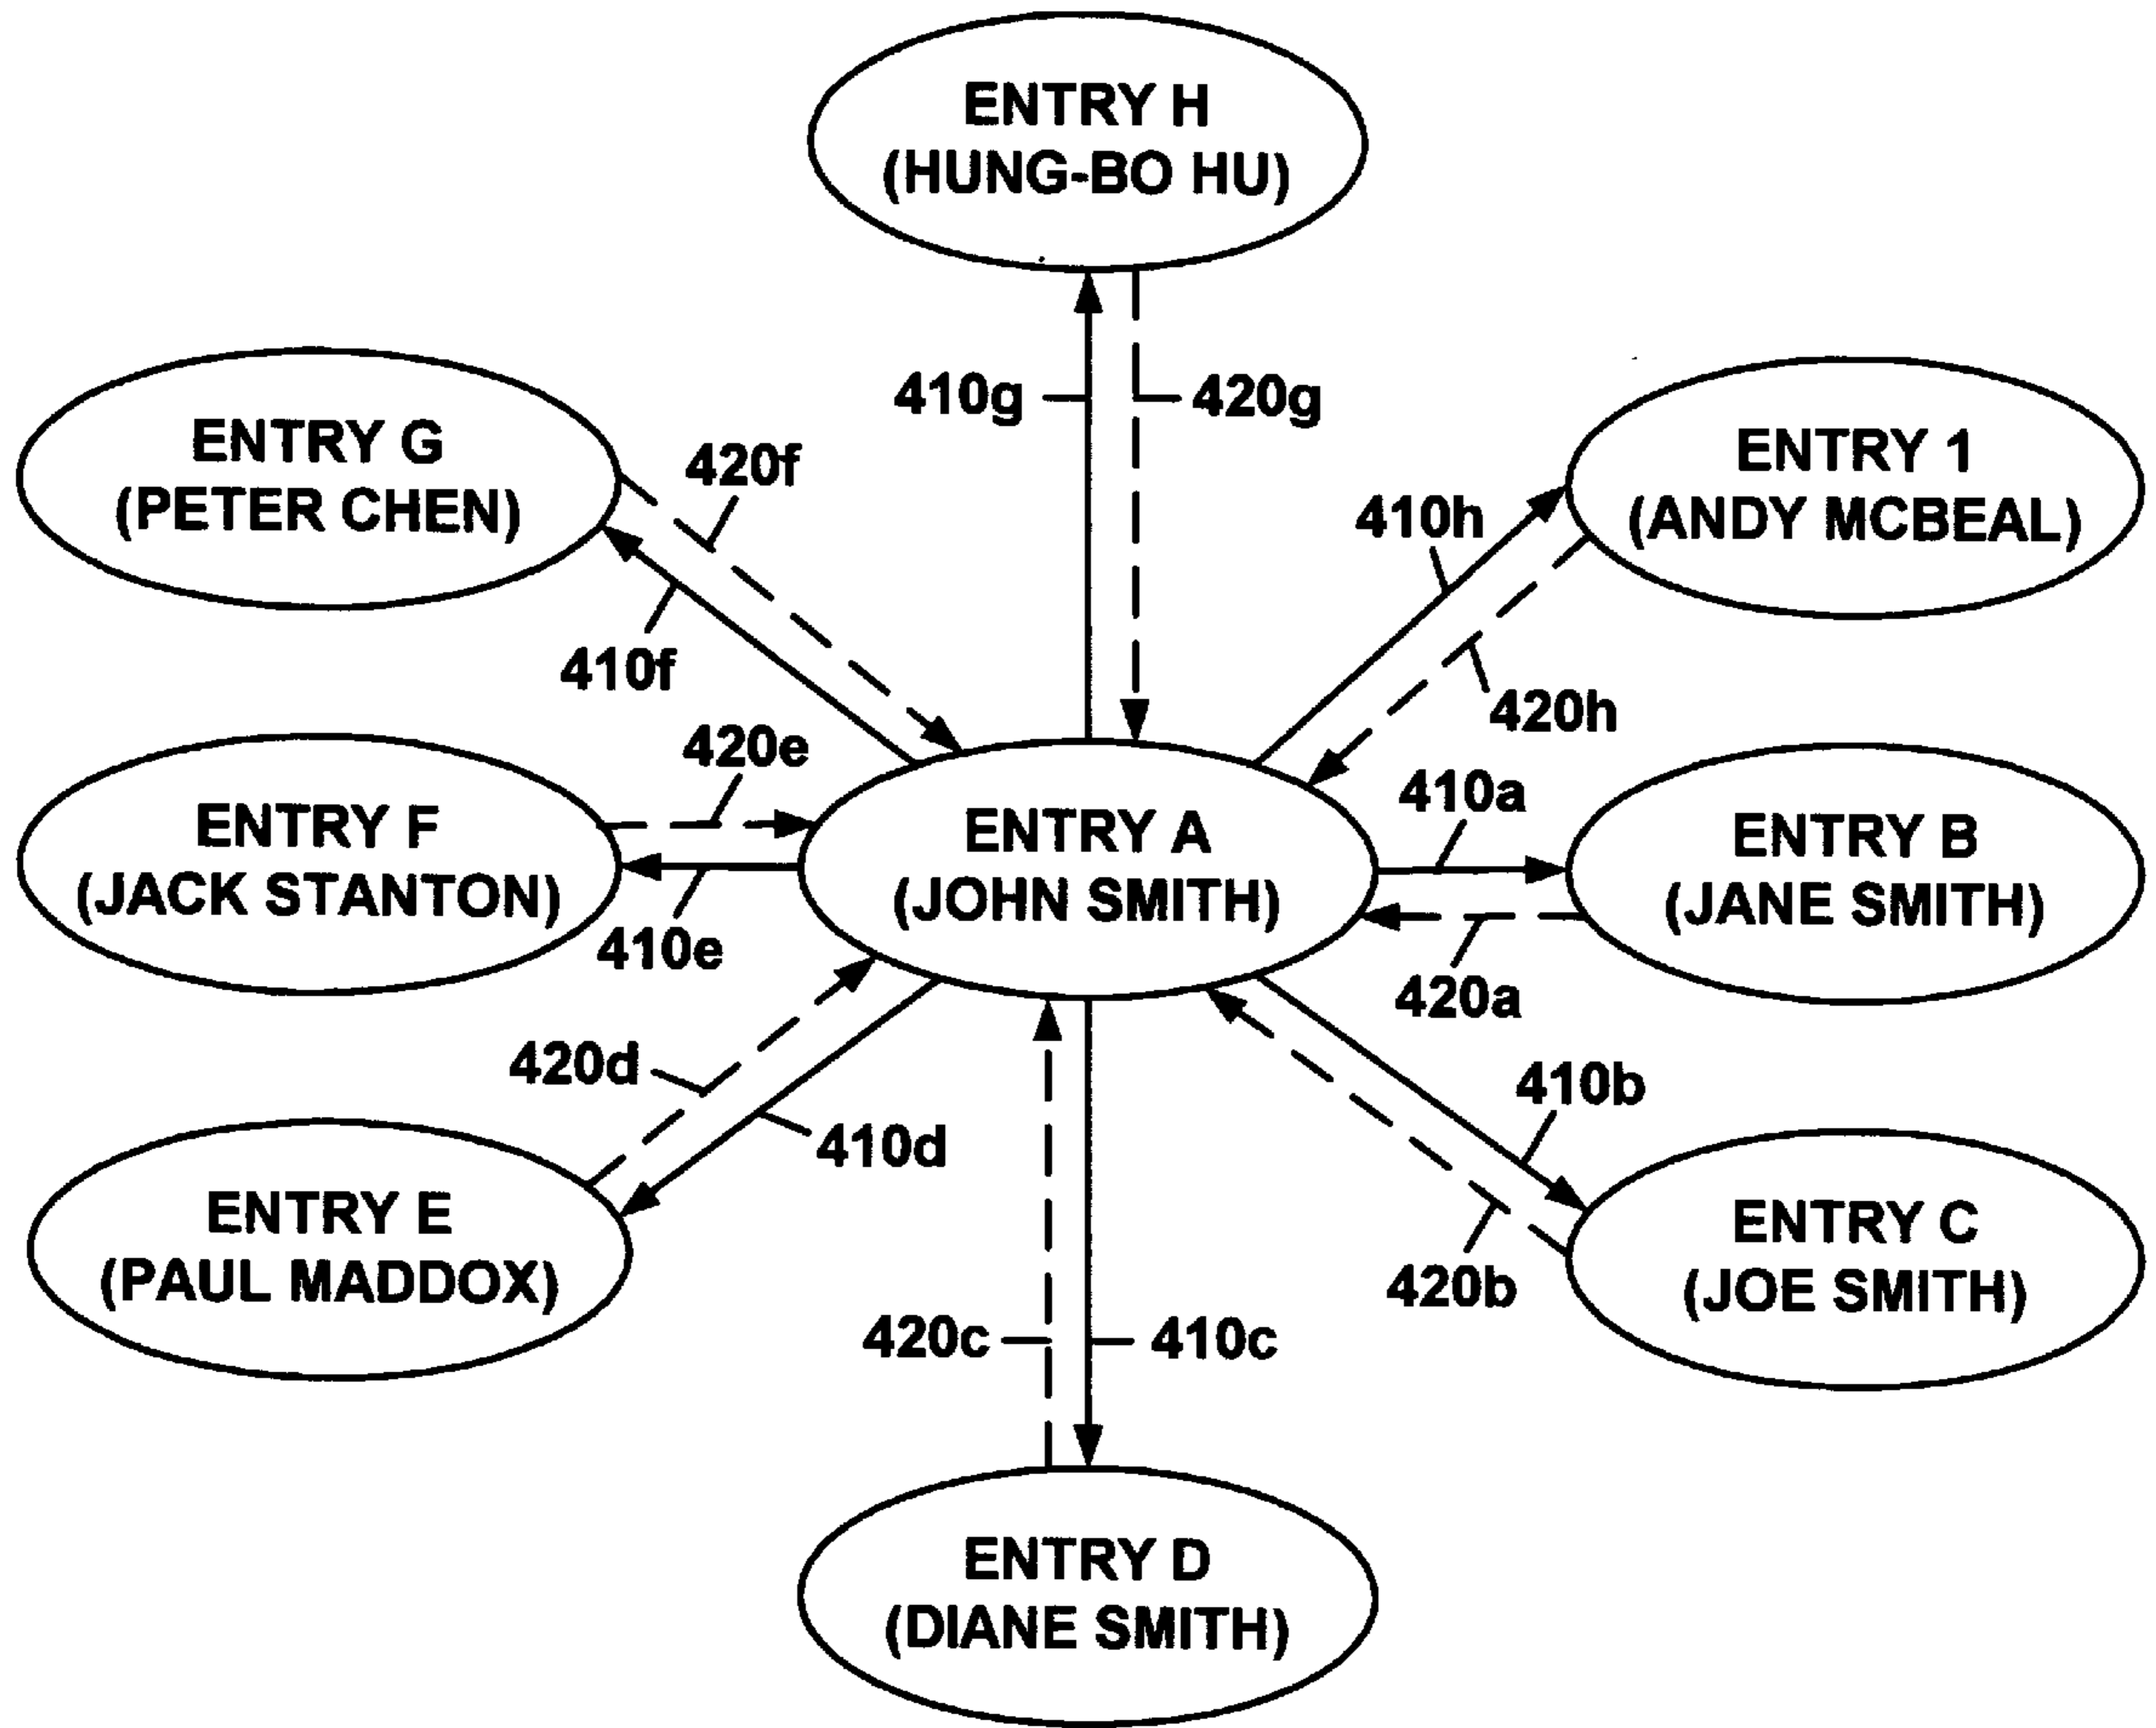 ENTRY H
(HUNG-BO HU)
410g
420g
ENTRY G
(PETER CHEN)
420f
410f
ENTRY 1
(ANDY MCBEAL)
410h
420h
ENTRY F
(JACK STANTON)
420e
410e
ENTRY A
(JOHN SMITH)
410a
420a
ENTRY B
(JANE SMITH)
420d
410d
410b
420b
ENTRY E
(PAUL MADDOX)
420c
410c
ENTRY C
(JOE SMITH)
ENTRY D
(DIANE SMITH)